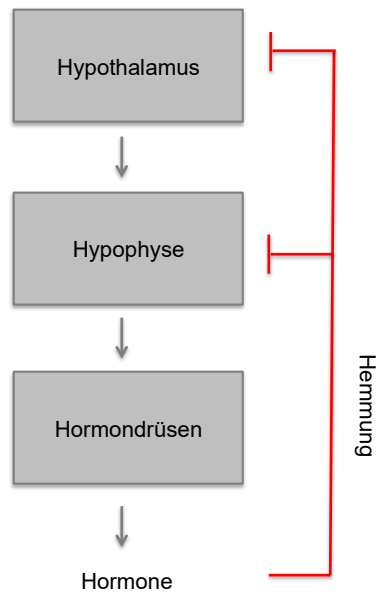 Hypothalamus
Hypophyse
Hormondrüsen
Hemmung
Hormone